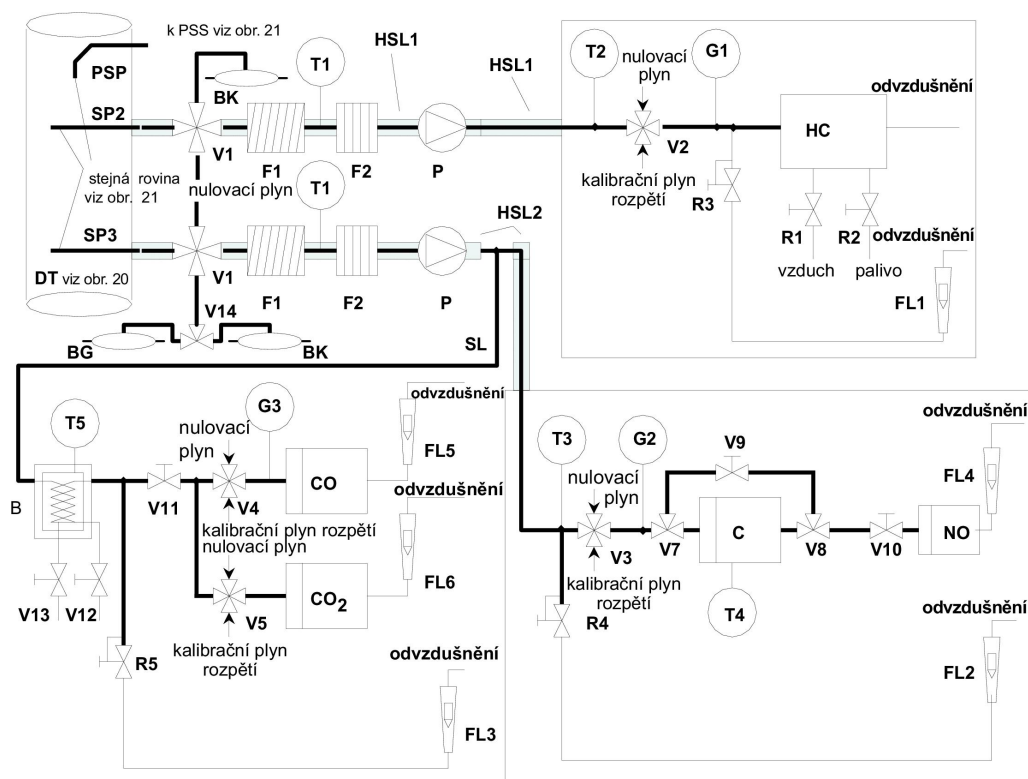 k PSS viz obr. 21
PSP
BK
T1
HSL1
HSL1
T2
nulovací
plyn
G1
odvzdušnění
SP2
V1
F1
F2
P
V2
HC
stejná rovina
viz obr. 21
nulovací plyn
T1
kalibrační plyn
rozpětí
R3
R1
R2
vzduch
palivo
odvzdušnění
FL1
SP3
HSL2
DT viz obr. 20
V1
F1
F2
P
V14
BG
BK
SL
T5
G3
nulovací
plyn
odvzdušnění
FL5
B
V11
V4
CO
kalibrační plyn rozpětí
nulovací plyn
odvzdušnění
FL6
V13
V12
V5
CO2
kalibrační plyn
rozpětí
R5
odvzdušnění
FL3
T3
nulovací
plyn
G2
V9
odvzdušnění
FL4
V3
V7
C
V8
V10
NO
kalibrační plyn
rozpětí
R4
T4
odvzdušnění
FL2